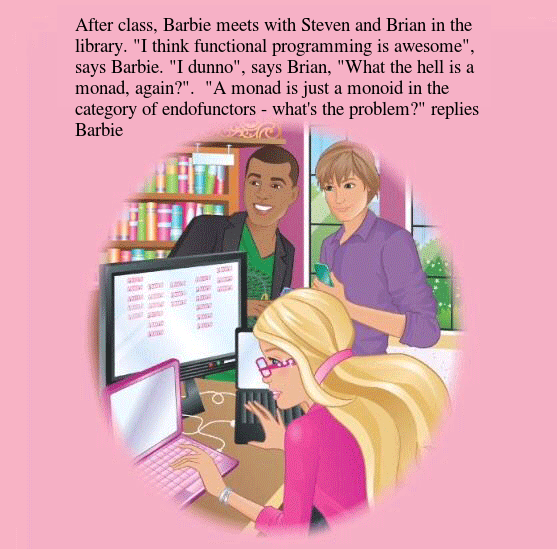 After class, Barbie meets with Steven and Brian in the
library. "I think functional programming is awesome",
says Barbie. "I dunno", says Brian, "What the hell is a
monad, again?".  "A monad is just a monoid in the
category of endofunctors - what's the problem?" replies
Barbie